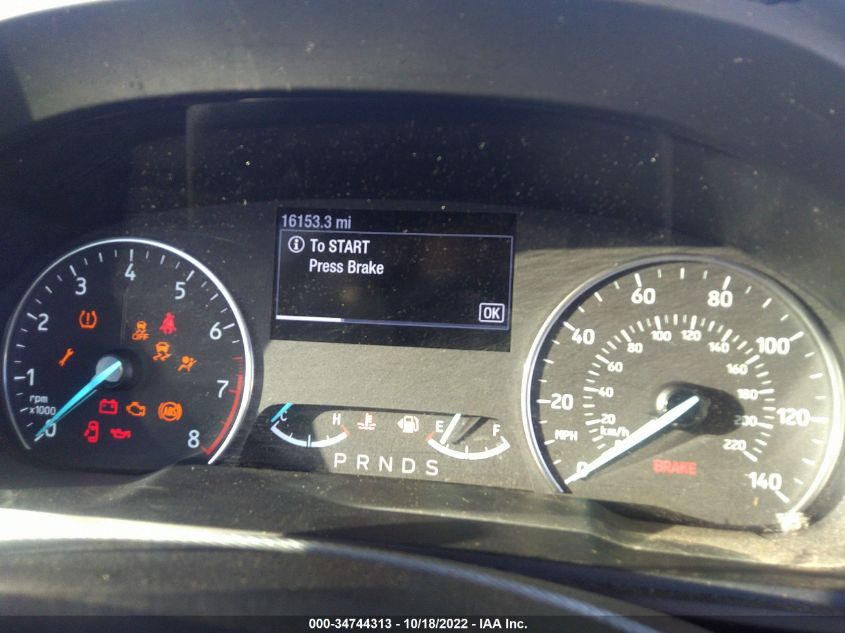 16153.3 mi
To START
Press Brake
OK
0 1 2 3 4 5 6 7 8
rpm
x1000
OFF
ABS
C H
E F
P R N D S
0 20 40 60 80 100 120 140
20 40 60 80 100 120 140 160 180 200 220
MPH
km/h
BRAKE
000-34744313 - 10/18/2022 - IAA Inc.